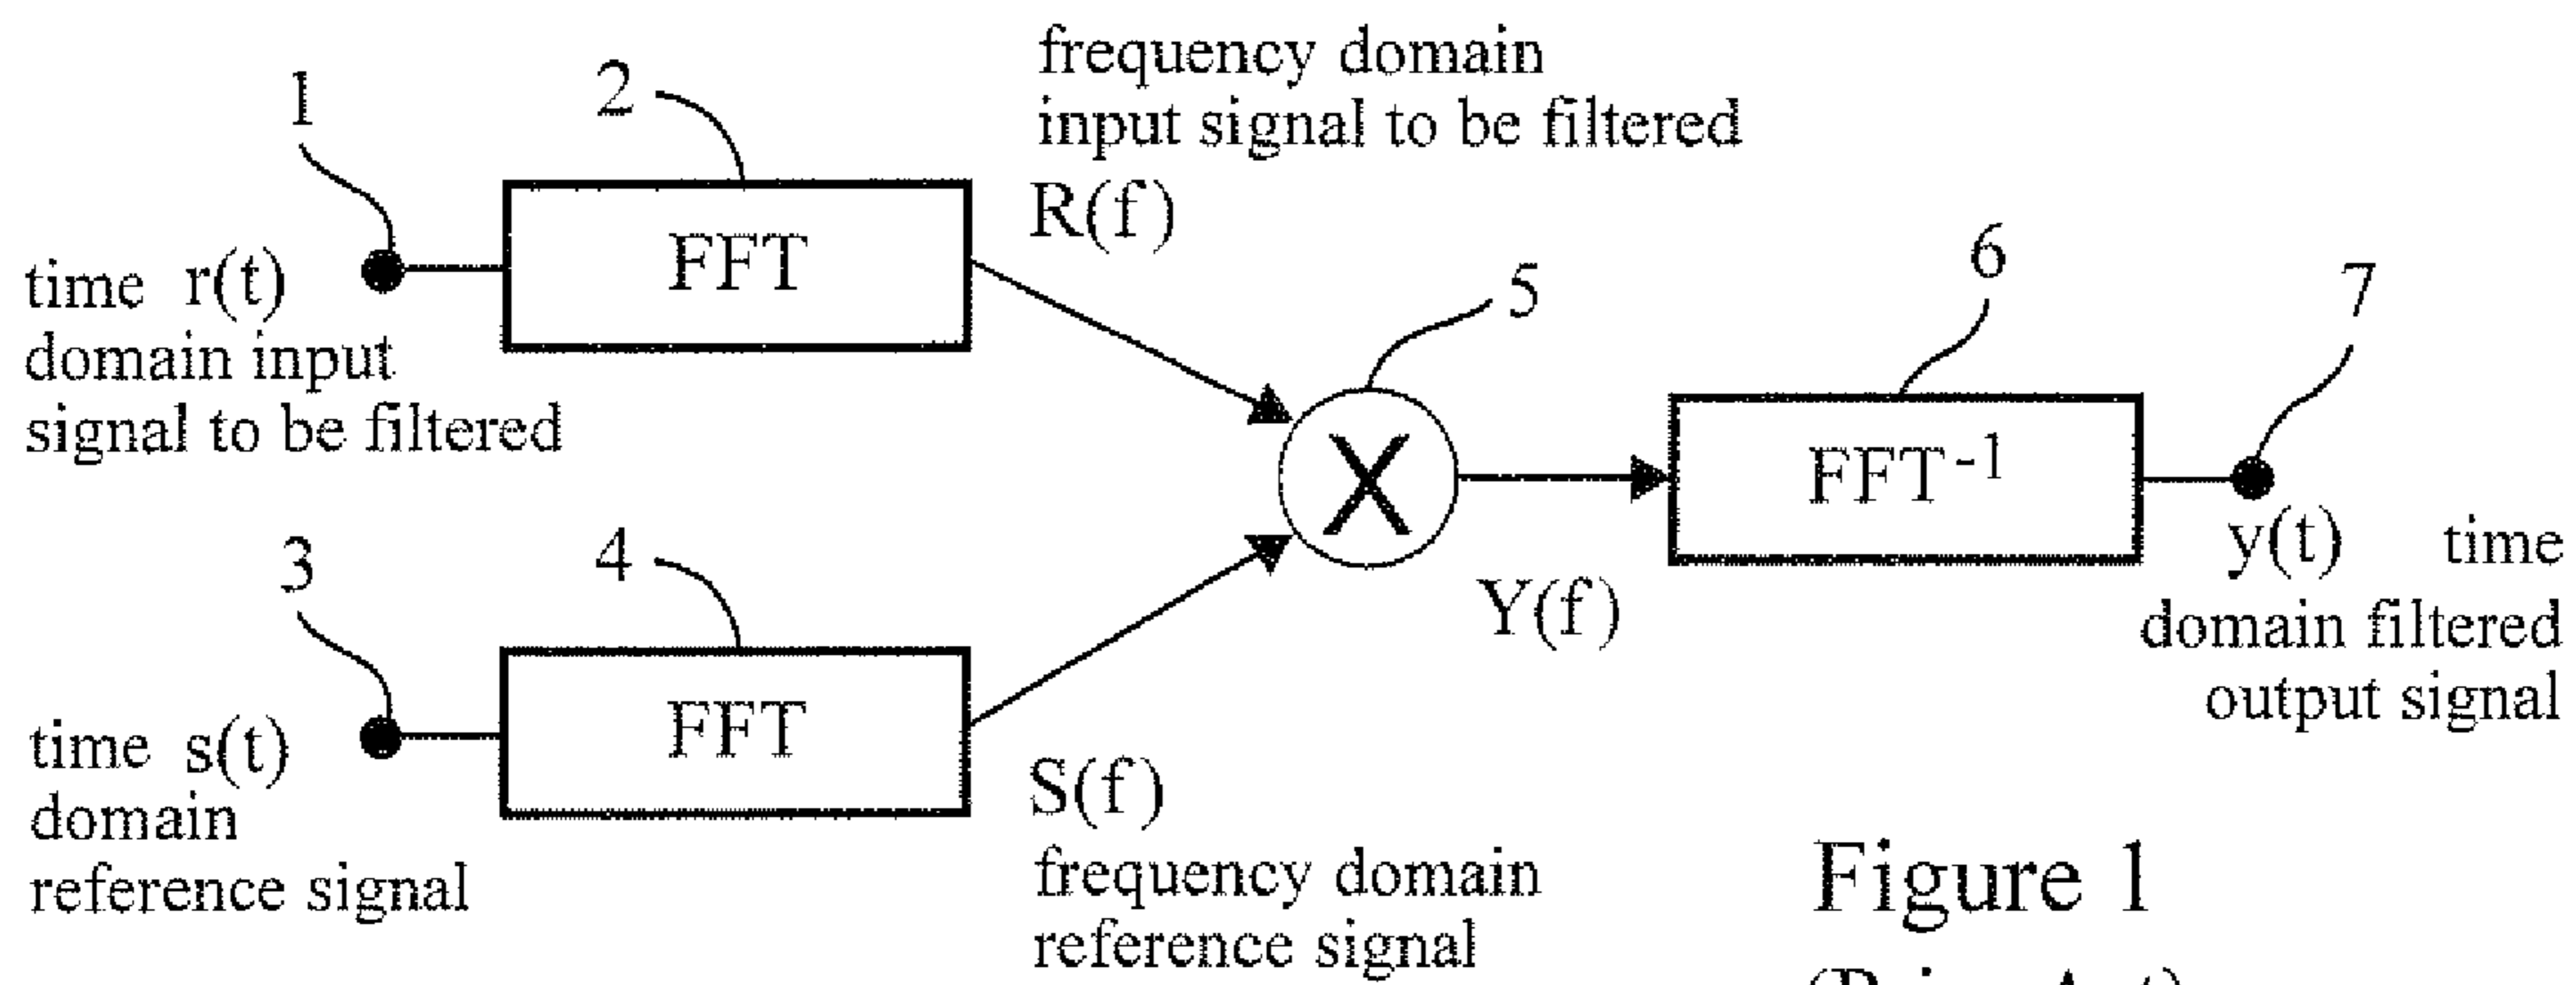 frequency domain
input signal to be filtered
1
2
R(f)
FFT
5
6
7
time r(t)
domain input
signal to be filtered
X
FFT-1
3
4
y(t) time
domain filtered
output signal
Y(f)
FFT
time s(t)
domain
reference signal
S(f)
frequency domain
reference signal
Figure 1